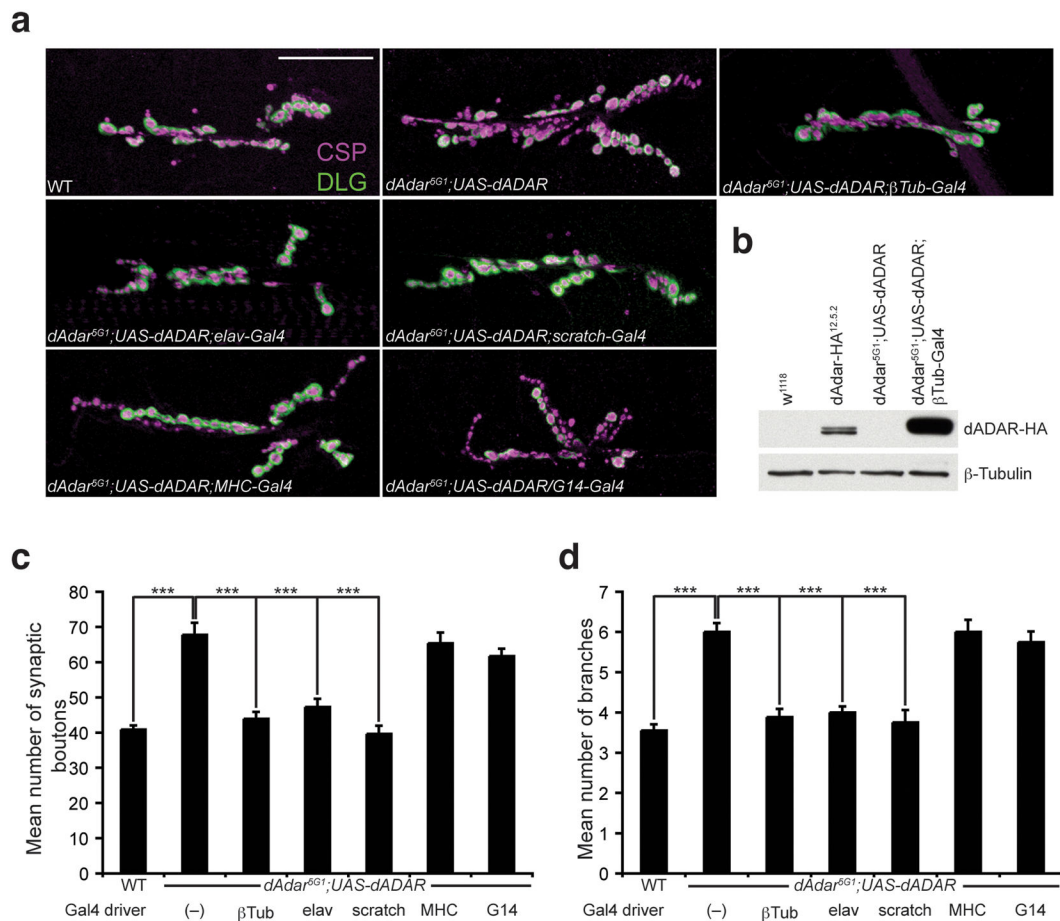 a
CSP
DLG
WT
dAdar⁵ᴳ¹;UAS-dADAR
dAdar⁵ᴳ¹;UAS-dADAR;βTub-Gal4
dAdar⁵ᴳ¹;UAS-dADAR;elav-Gal4
dAdar⁵ᴳ¹;UAS-dADAR;scratch-Gal4
dAdar⁵ᴳ¹;UAS-dADAR;MHC-Gal4
dAdar⁵ᴳ¹;UAS-dADAR/G14-Gal4
b
w¹¹¹⁸
dAdar-HA¹²·⁵·²
dAdar⁵ᴳ¹;UAS-dADAR
dAdar⁵ᴳ¹;UAS-dADAR;
βTub-Gal4
dADAR-HA
β-Tubulin
c
Mean number of synaptic
boutons
80
70
60
50
40
30
20
10
0
*** *** *** ***
WT dAdar⁵ᴳ¹;UAS-dADAR
Gal4 driver (–) βTub elav scratch MHC G14
d
Mean number of branches
7
6
5
4
3
2
1
0
*** *** *** ***
WT dAdar⁵ᴳ¹;UAS-dADAR
Gal4 driver (–) βTub elav scratch MHC G14